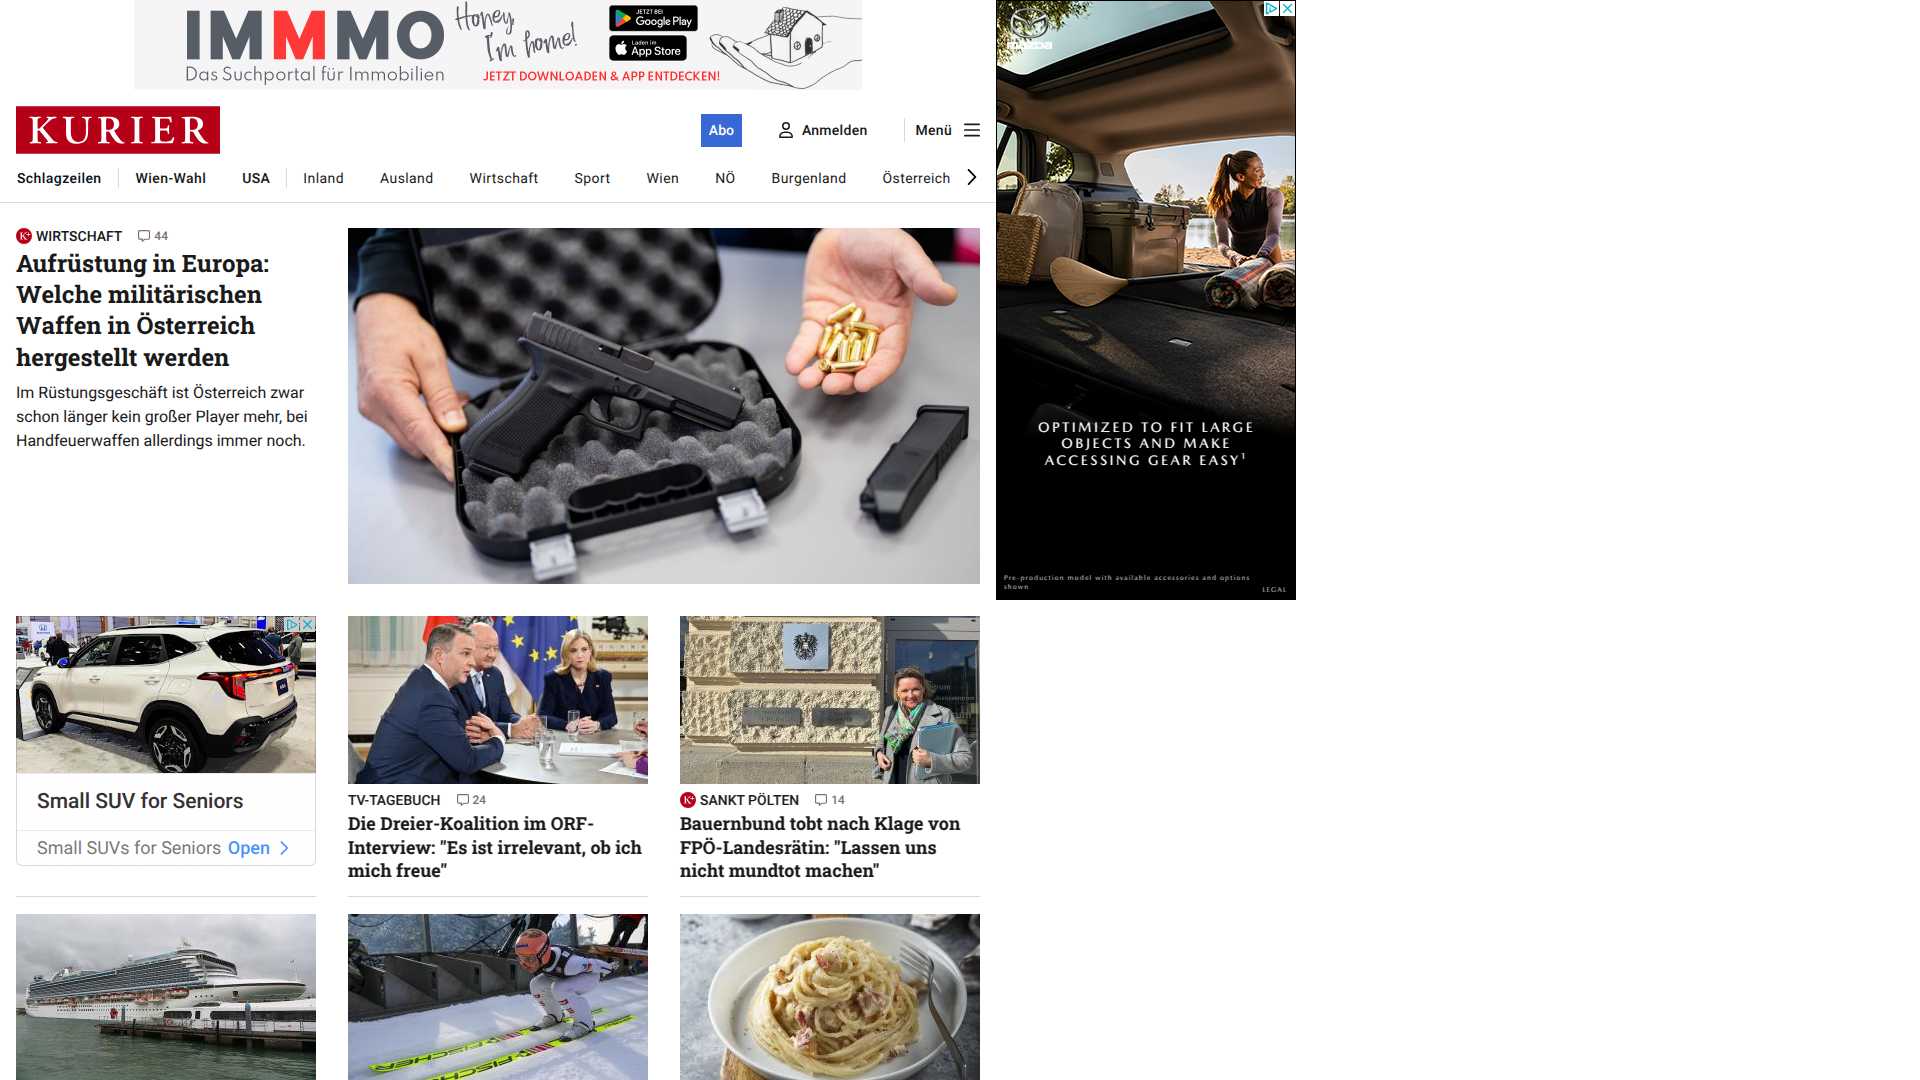 IMMMO
Das Suchportal für Immobilien
Honey,
I'm home!
JETZT BEI
Google Play
Laden im
App Store
JETZT DOWNLOADEN & APP ENTDECKEN!
KURIER
Abo
Anmelden
Menü
Schlagzeilen
Wien-Wahl
USA
Inland
Ausland
Wirtschaft
Sport
Wien
NÖ
Burgenland
Österreich
WIRTSCHAFT 44
Aufrüstung in Europa:
Welche militärischen
Waffen in Österreich
hergestellt werden
Im Rüstungsgeschäft ist Österreich zwar
schon länger kein großer Player mehr, bei
Handfeuerwaffen allerdings immer noch.
mazda
OPTIMIZED TO FIT LARGE
OBJECTS AND MAKE
ACCESSING GEAR EASY¹
Pre-production model with available accessories and options
shown.
LEGAL
Small SUV for Seniors
Small SUVs for Seniors Open
TV-TAGEBUCH 24
Die Dreier-Koalition im ORF-
Interview: "Es ist irrelevant, ob ich
mich freue"
SANKT PÖLTEN 14
Bauernbund tobt nach Klage von
FPÖ-Landesrätin: "Lassen uns
nicht mundtot machen"
FISCHER
FISCHER